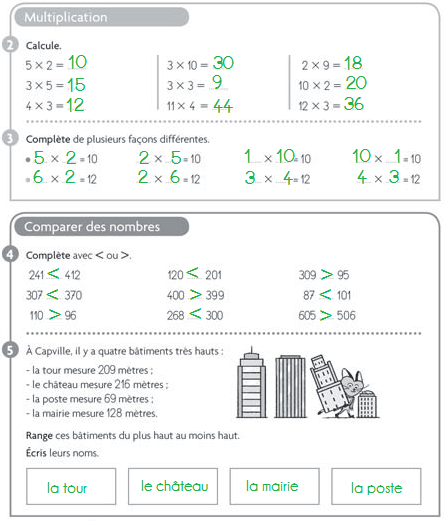 Multiplication
2 Calcule.
5 × 2 = 10 3 × 10 = 30 2 × 9 = 18
3 × 5 = 15 3 × 3 = 9 10 × 2 = 20
4 × 3 = 12 11 × 4 = 44 12 × 3 = 36
3 Complète de plusieurs façons différentes.
• 5 × 2 = 10 2 × 5 = 10 1 × 10 = 10 10 × 1 = 10
• 6 × 2 = 12 2 × 6 = 12 3 × 4 = 12 4 × 3 = 12
Comparer des nombres
4 Complète avec < ou >.
241 < 412 120 < 201 309 > 95
307 < 370 400 > 399 87 < 101
110 > 96 268 < 300 605 > 506
5 À Capville, il y a quatre bâtiments très hauts :
- la tour mesure 209 mètres ;
- le château mesure 216 mètres ;
- la poste mesure 69 mètres ;
- la mairie mesure 128 mètres.
Range ces bâtiments du plus haut au moins haut.
Écris leurs noms.
la tour le château la mairie la poste